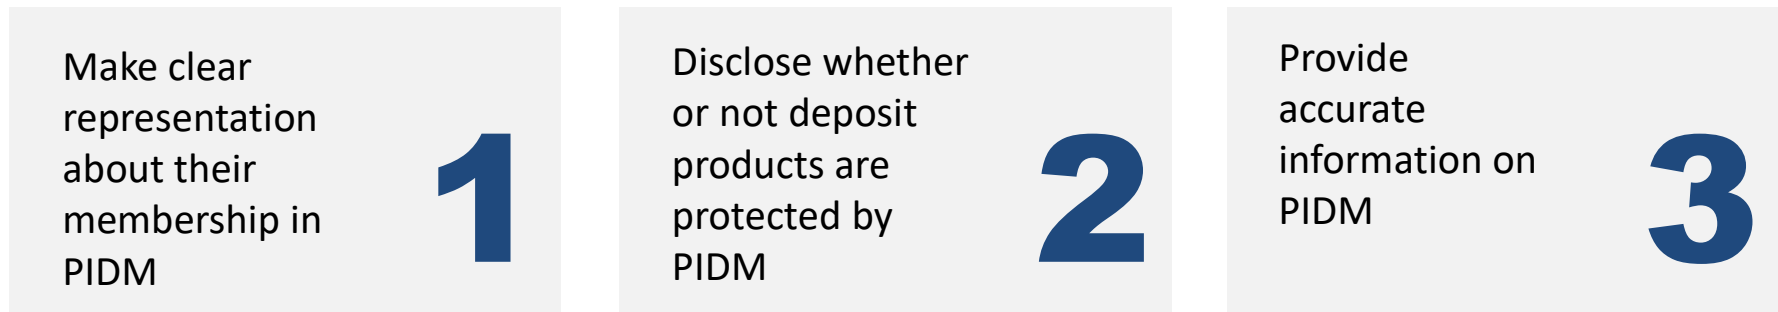 Make clear
representation
about their
membership in
PIDM
1
Disclose whether
or not deposit
products are
protected by
PIDM
2
Provide
accurate
information on
PIDM
3